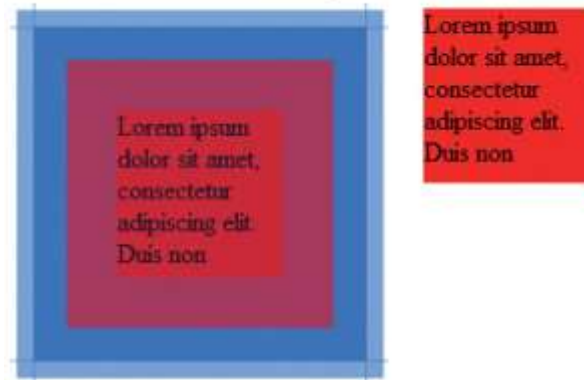 Lorem ipsum
dolor sit amet,
consectetur
adipiscing elit.
Duis non
Lorem ipsum
dolor sit amet,
consectetur
adipiscing elit.
Duis non